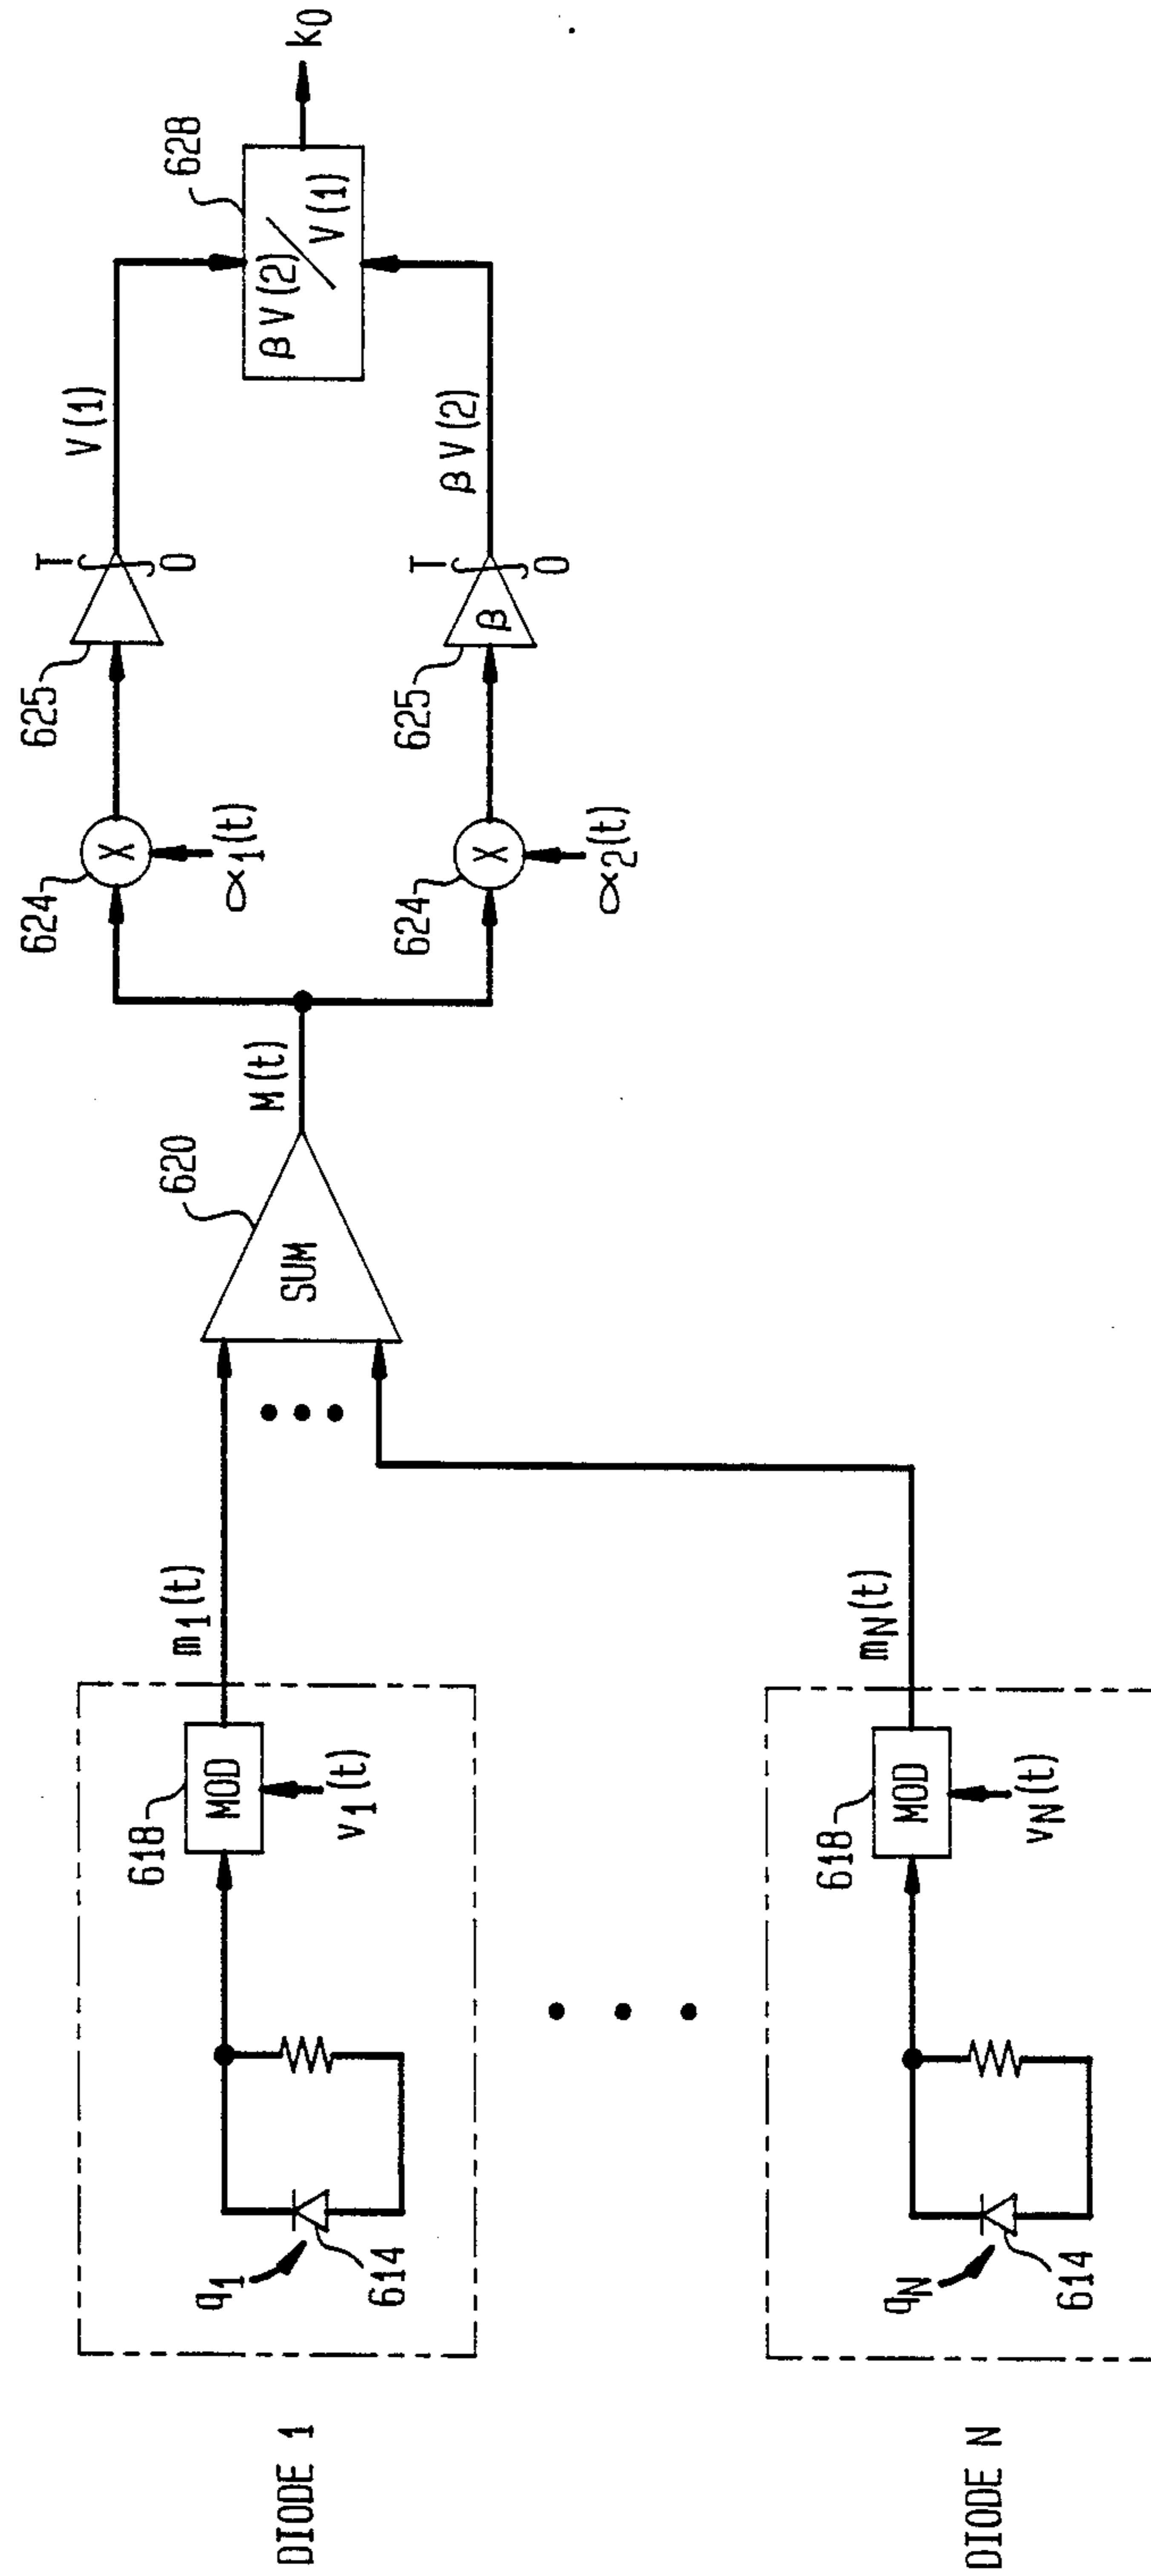 DIODE 1
q1
614
618
MOD
v1(t)
m1(t)
DIODE N
qN
614
618
MOD
vN(t)
mN(t)
620
SUM
M(t)
624
X
α1(t)
625
T
∫
0
V(1)
624
X
α2(t)
625
β
T
∫
0
βV(2)
628
βV(2)/V(1)
k0